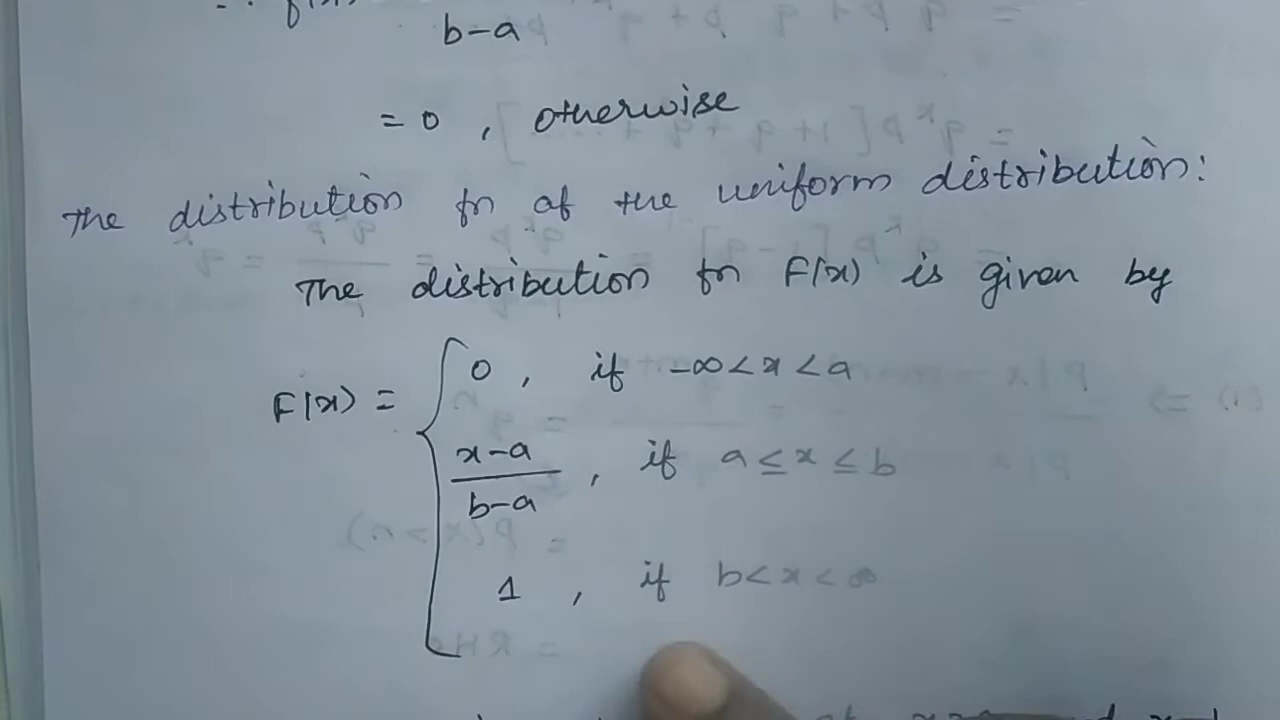 b-a
= 0 , otherwise
The distribution fn of the uniform distribution:
The distribution fn F(x) is given by
F(x) = { 0 , if -∞ < x < a
x-a / b-a , if a ≤ x ≤ b
1 , if b < x < ∞